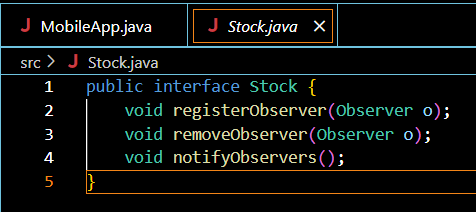 MobileApp.java
Stock.java
src > Stock.java
1 public interface Stock {
2 void registerObserver(Observer o);
3 void removeObserver(Observer o);
4 void notifyObservers();
5 }